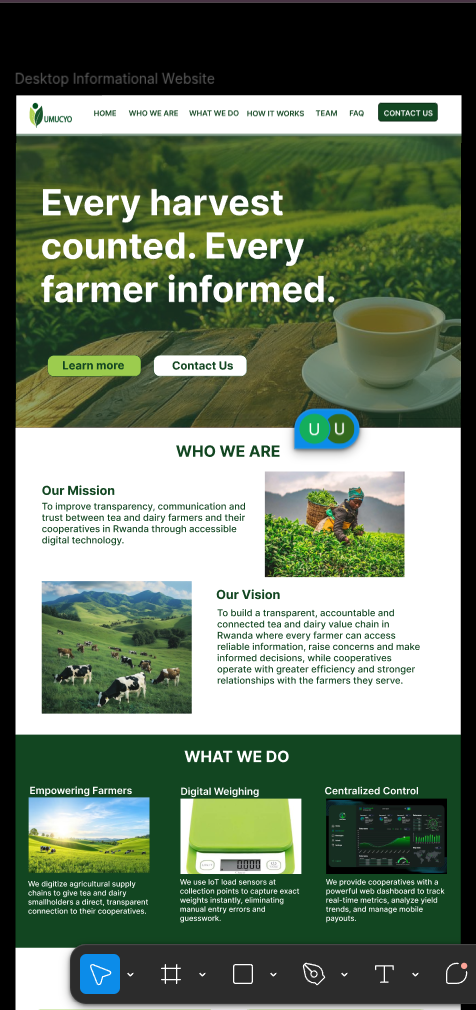 Desktop Informational Website
UMUCYO
HOME WHO WE ARE WHAT WE DO HOW IT WORKS TEAM FAQ CONTACT US
Every harvest
counted. Every
farmer informed.
Learn more Contact Us
U U
WHO WE ARE
Our Mission
To improve transparency, communication and
trust between tea and dairy farmers and their
cooperatives in Rwanda through accessible
digital technology.
Our Vision
To build a transparent, accountable and
connected tea and dairy value chain in
Rwanda where every farmer can access
reliable information, raise concerns and make
informed decisions, while cooperatives
operate with greater efficiency and stronger
relationships with the farmers they serve.
WHAT WE DO
Empowering Farmers
We digitize agricultural supply
chains to give tea and dairy
smallholders a direct, transparent
connection to their cooperatives.
Digital Weighing
We use IoT load sensors at
collection points to capture exact
weights instantly, eliminating
manual entry errors and
guesswork.
Centralized Control
We provide cooperatives with a
powerful web dashboard to track
real-time metrics, analyze yield
trends, and manage mobile
payouts.